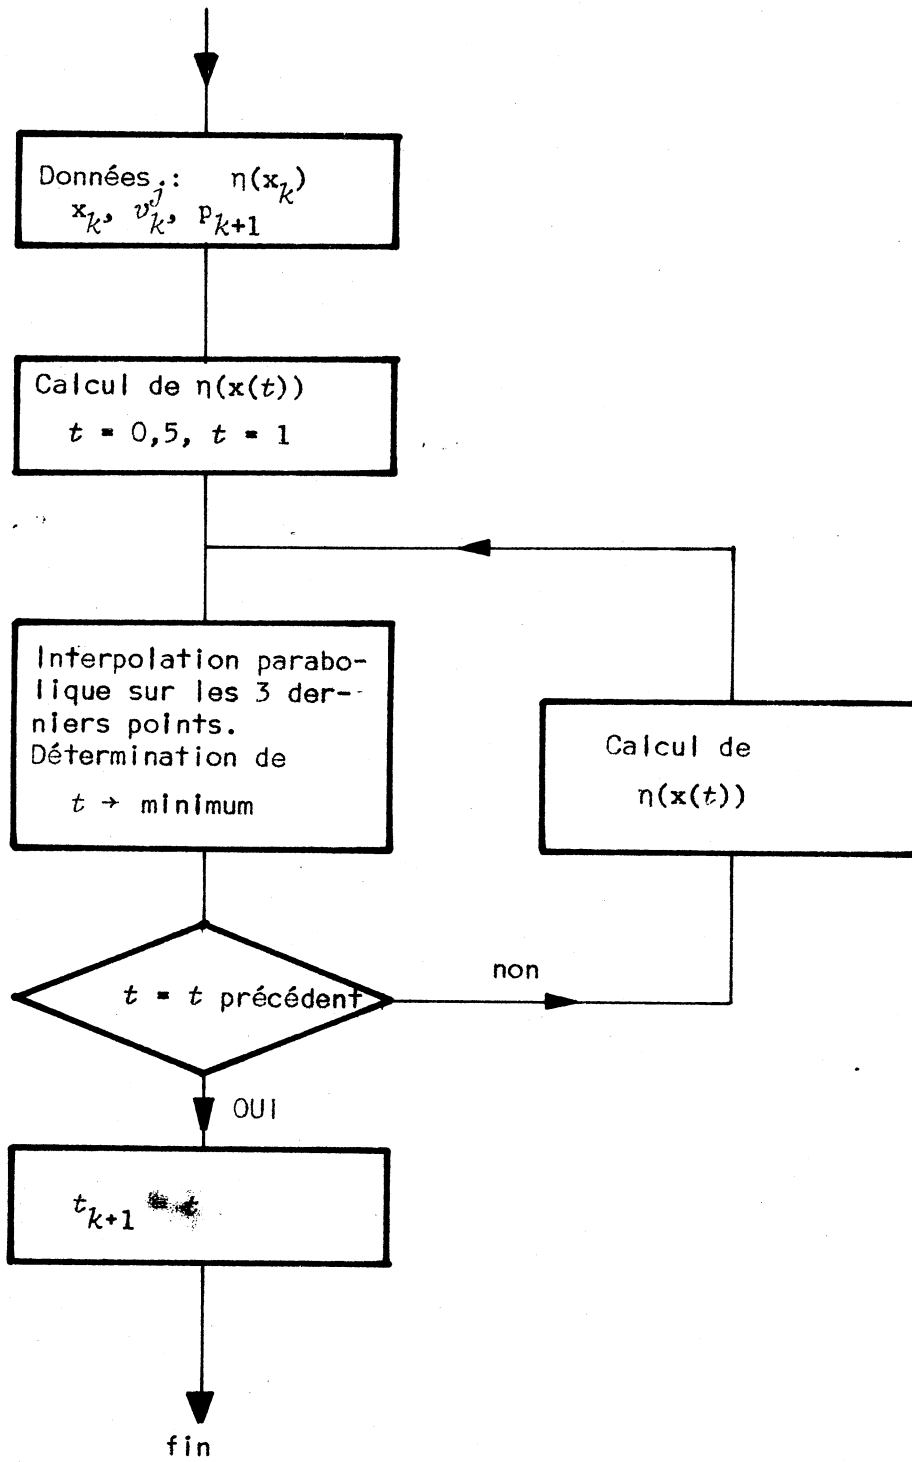 Données : η(x_k)
x_k, v_k^j, p_{k+1}
Calcul de η(x(t))
t = 0,5, t = 1
Interpolation parabo-
lique sur les 3 der-
niers points.
Détermination de
t → minimum
Calcul de
η(x(t))
t = t précédent
non
OUI
t_{k+1} = t
fin